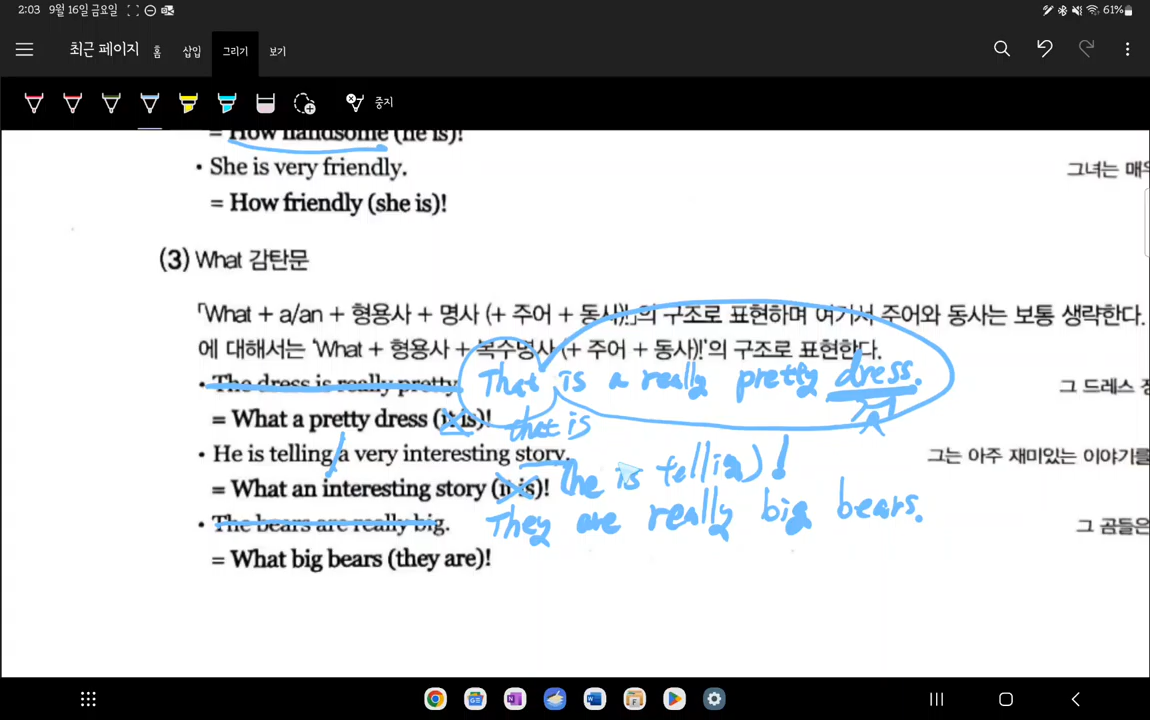 2:03 9월 16일 금요일 61%
최근 페이지 홈 삽입 그리기 보기
중지
= How handsome (he is)!
• She is very friendly. 그녀는 매우
= How friendly (she is)!
(3) What 감탄문
「What + a/an + 형용사 + 명사 (+ 주어 + 동사)!」의 구조로 표현하며 여기서 주어와 동사는 보통 생략한다.
에 대해서는 'What + 형용사 + 복수명사 (+ 주어 + 동사)!'의 구조로 표현한다.
• The dress is really pretty That is a really pretty dress. 그 드레스 정
= What a pretty dress (it is)! that is
• He is telling a very interesting story. 그는 아주 재미있는 이야기를
= What an interesting story (it is)! (he is telling)!
• The bears are really big. They are really big bears. 그 곰들은
= What big bears (they are)!